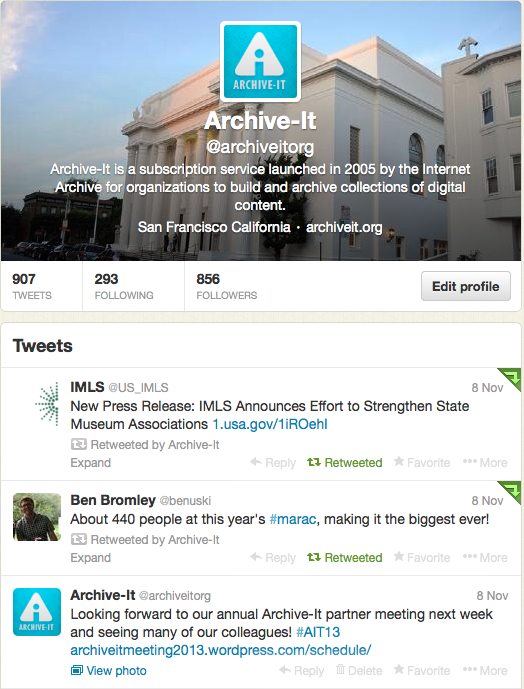 ARCHIVE-IT
Archive-It
@archiveitorg
Archive-It is a subscription service launched in 2005 by the Internet
Archive for organizations to build and archive collections of digital
content.
San Francisco California · archiveit.org
907 293 856
TWEETS FOLLOWING FOLLOWERS
Edit profile
Tweets
IMLS @US_IMLS 8 Nov
New Press Release: IMLS Announces Effort to Strengthen State
Museum Associations 1.usa.gov/1iROehI
Retweeted by Archive-It
Expand Reply Retweeted Favorite More
Ben Bromley @benuski 8 Nov
About 440 people at this year's #marac, making it the biggest ever!
Retweeted by Archive-It
Expand Reply Retweeted Favorite More
ARCHIVE-IT
Archive-It @archiveitorg 8 Nov
Looking forward to our annual Archive-It partner meeting next week
and seeing many of our colleagues! #AIT13
archiveitmeeting2013.wordpress.com/schedule/
View photo Reply Delete Favorite More